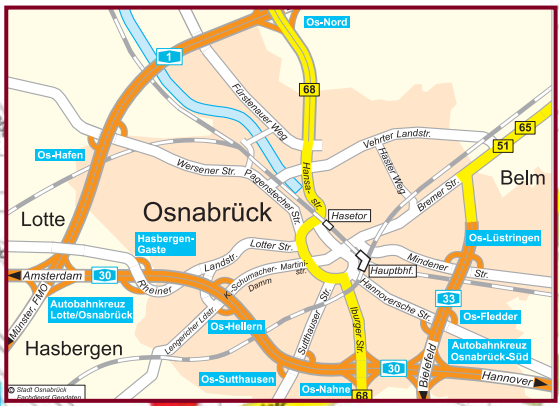 Os-Nord
1
68
Fürstenauer Weg
65
51
Vehrter Landstr.
Os-Hafen
Wersener Str.
Pagenstecher Str.
Hansa-
str.
Haster Weg
Bremer Str.
Belm
Lotte
Osnabrück
Hasetor
Hasbergen-
Gaste
Lotter Str.
Os-Lüstringen
Landstr.
Mindener
Str.
Amsterdam
30
Rheiner
K.-Schumacher-
Damm
Martini-
str.
Hauptbhf.
Münster, FMO
Autobahnkreuz
Lotte/Osnabrück
Lengericher Ldstr.
Hannoversche Str.
33
Os-Hellern
Sutthauser Str.
Iburger Str.
Os-Fledder
Hasbergen
Autobahnkreuz
Osnabrück-Süd
Os-Sutthausen
30
Bielefeld
Hannover
Os-Nahne
68
© Stadt Osnabrück
Fachdienst Geodaten